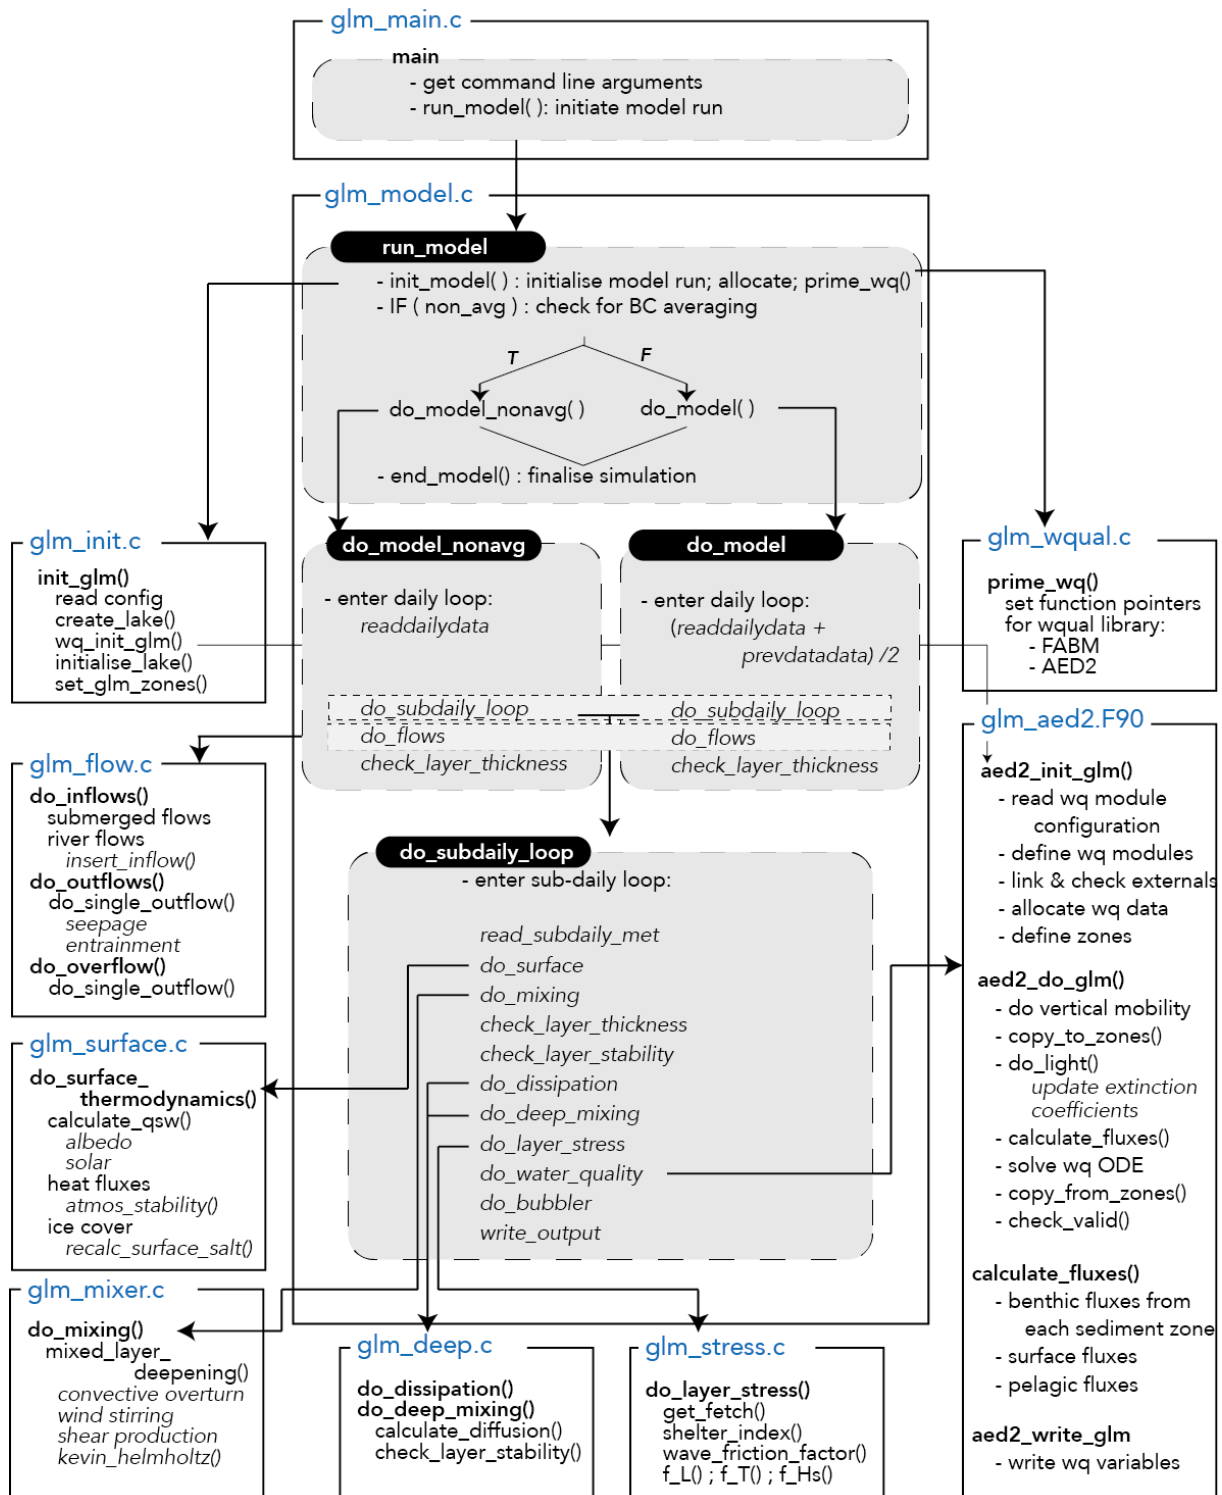 glm_main.c
main
- get command line arguments
- run_model( ): initiate model run
glm_model.c
run_model
- init_model( ) : initialise model run; allocate; prime_wq()
- IF ( non_avg ) : check for BC averaging
T
F
do_model_nonavg( )
do_model( )
- end_model() : finalise simulation
glm_init.c
init_glm()
read config
create_lake()
wq_init_glm()
initialise_lake()
set_glm_zones()
do_model_nonavg
- enter daily loop:
readdailydata
do_subdaily_loop
do_flows
check_layer_thickness
do_model
- enter daily loop:
(readdailydata +
prevdatadata) /2
do_subdaily_loop
do_flows
check_layer_thickness
glm_wqual.c
prime_wq()
set function pointers
for wqual library:
- FABM
- AED2
glm_flow.c
do_inflows()
submerged flows
river flows
insert_inflow()
do_outflows()
do_single_outflow()
seepage
entrainment
do_overflow()
do_single_outflow()
do_subdaily_loop
- enter sub-daily loop:
read_subdaily_met
do_surface
do_mixing
check_layer_thickness
check_layer_stability
do_dissipation
do_deep_mixing
do_layer_stress
do_water_quality
do_bubbler
write_output
glm_aed2.F90
aed2_init_glm()
- read wq module
configuration
- define wq modules
- link & check externals
- allocate wq data
- define zones
aed2_do_glm()
- do vertical mobility
- copy_to_zones()
- do_light()
update extinction
coefficients
- calculate_fluxes()
- solve wq ODE
- copy_from_zones()
- check_valid()
calculate_fluxes()
- benthic fluxes from
each sediment zone
- surface fluxes
- pelagic fluxes
aed2_write_glm
- write wq variables
glm_surface.c
do_surface_
thermodynamics()
calculate_qsw()
albedo
solar
heat fluxes
atmos_stability()
ice cover
recalc_surface_salt()
glm_mixer.c
do_mixing()
mixed_layer_
deepening()
convective overturn
wind stirring
shear production
kevin_helmholtz()
glm_deep.c
do_dissipation()
do_deep_mixing()
calculate_diffusion()
check_layer_stability()
glm_stress.c
do_layer_stress()
get_fetch()
shelter_index()
wave_friction_factor()
f_L() ; f_T() ; f_Hs()